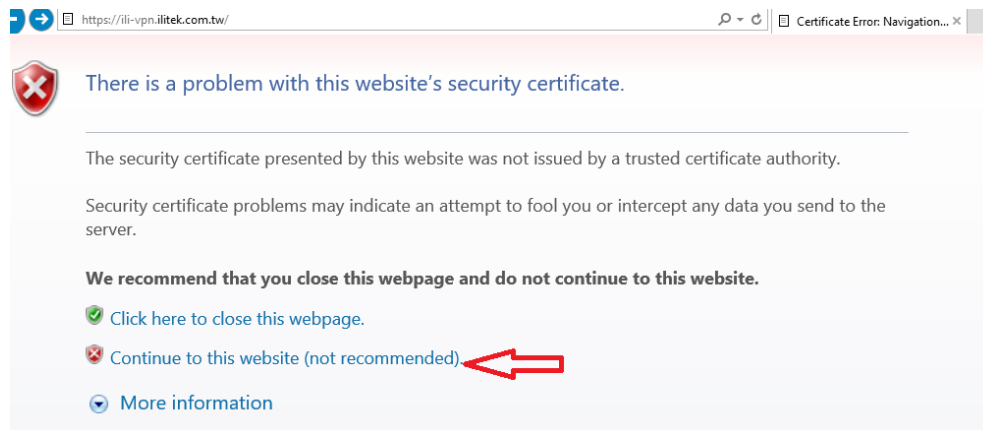 https://ili-vpn.ilitek.com.tw/
Certificate Error: Navigation...
There is a problem with this website's security certificate.
The security certificate presented by this website was not issued by a trusted certificate authority.
Security certificate problems may indicate an attempt to fool you or intercept any data you send to the
server.
We recommend that you close this webpage and do not continue to this website.
Click here to close this webpage.
Continue to this website (not recommended).
More information